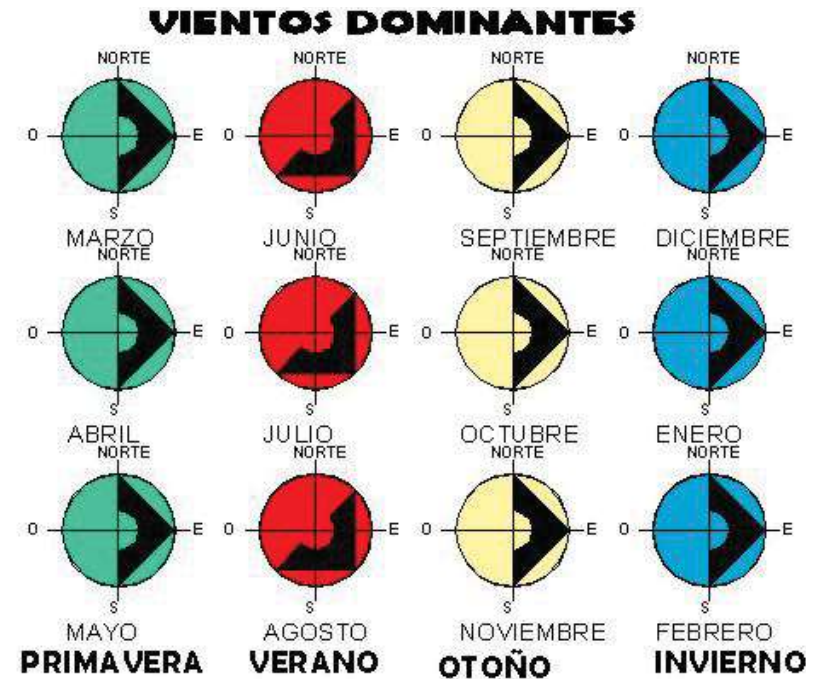 VIENTOS DOMINANTES
NORTE NORTE NORTE NORTE
O E O E O E O E
S S S S
MARZO JUNIO SEPTIEMBRE DICIEMBRE
NORTE NORTE NORTE NORTE
O E O E O E O E
S S S S
ABRIL JULIO OCTUBRE ENERO
NORTE NORTE NORTE NORTE
O E O E O E O E
S S S S
MAYO AGOSTO NOVIEMBRE FEBRERO
PRIMAVERA VERANO OTOÑO INVIERNO